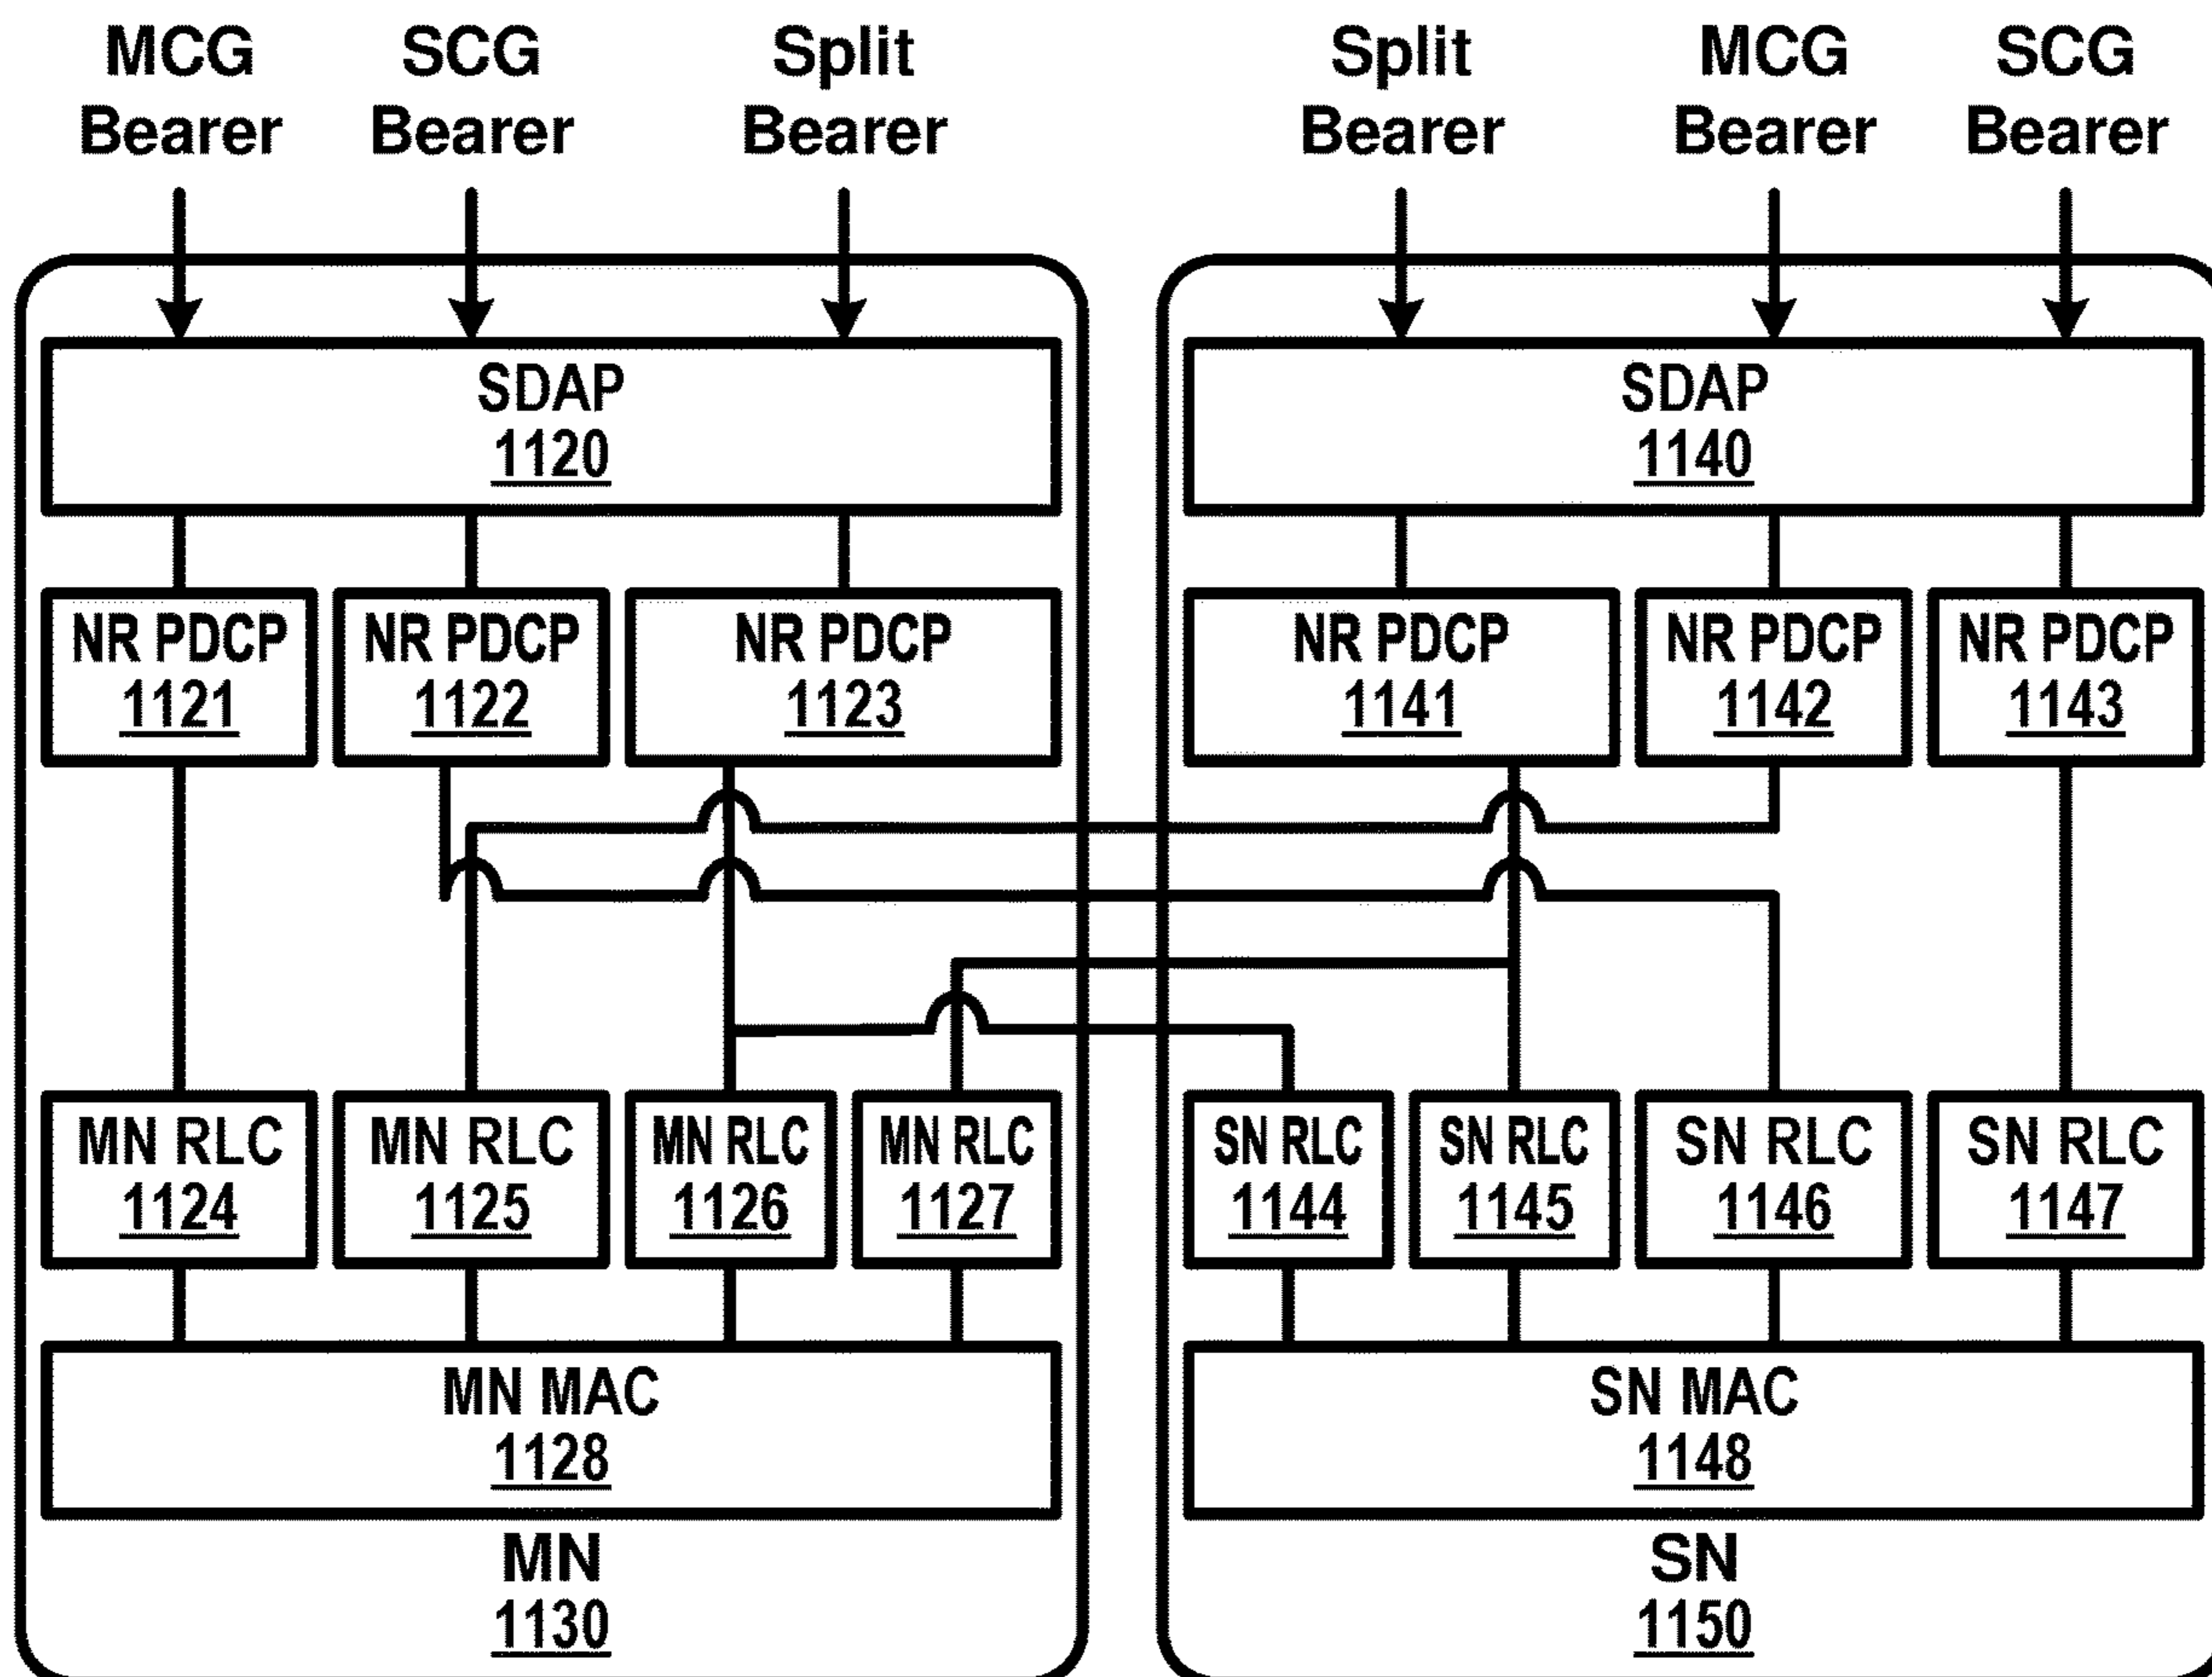 MCG SCG Split Split MCG SCG
Bearer Bearer Bearer Bearer Bearer Bearer
SDAP SDAP
1120 1140
NR PDCP NR PDCP NR PDCP NR PDCP NR PDCP NR PDCP
1121 1122 1123 1141 1142 1143
MN RLC MN RLC MN RLC MN RLC SN RLC SN RLC SN RLC SN RLC
1124 1125 1126 1127 1144 1145 1146 1147
MN MAC SN MAC
1128 1148
MN SN
1130 1150